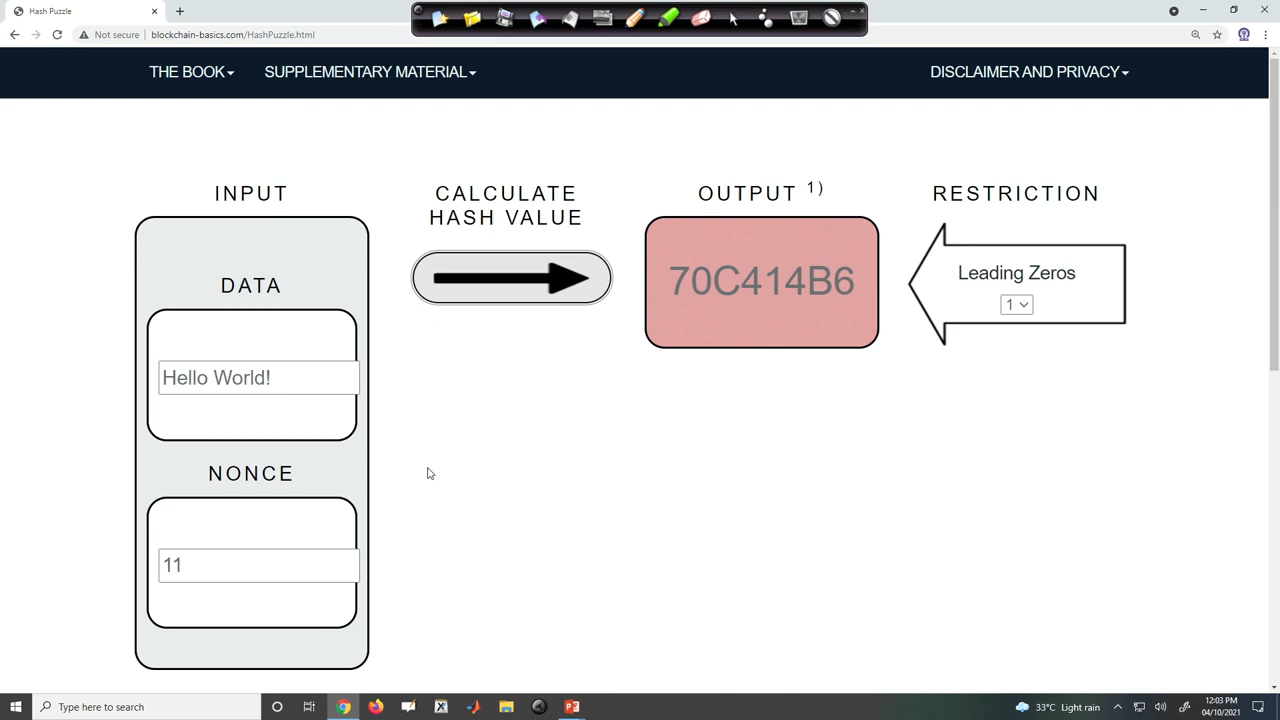 Hash Puzzle
Not secure | blockchain-basics.com/HashPuzzle.html
THE BOOK
SUPPLEMENTARY MATERIAL
DISCLAIMER AND PRIVACY
INPUT
CALCULATE
HASH VALUE
OUTPUT 1)
RESTRICTION
DATA
Hello World!
NONCE
11
70C414B6
Leading Zeros
1
Type here to search
33°C Light rain
12:03 PM
04/10/2021